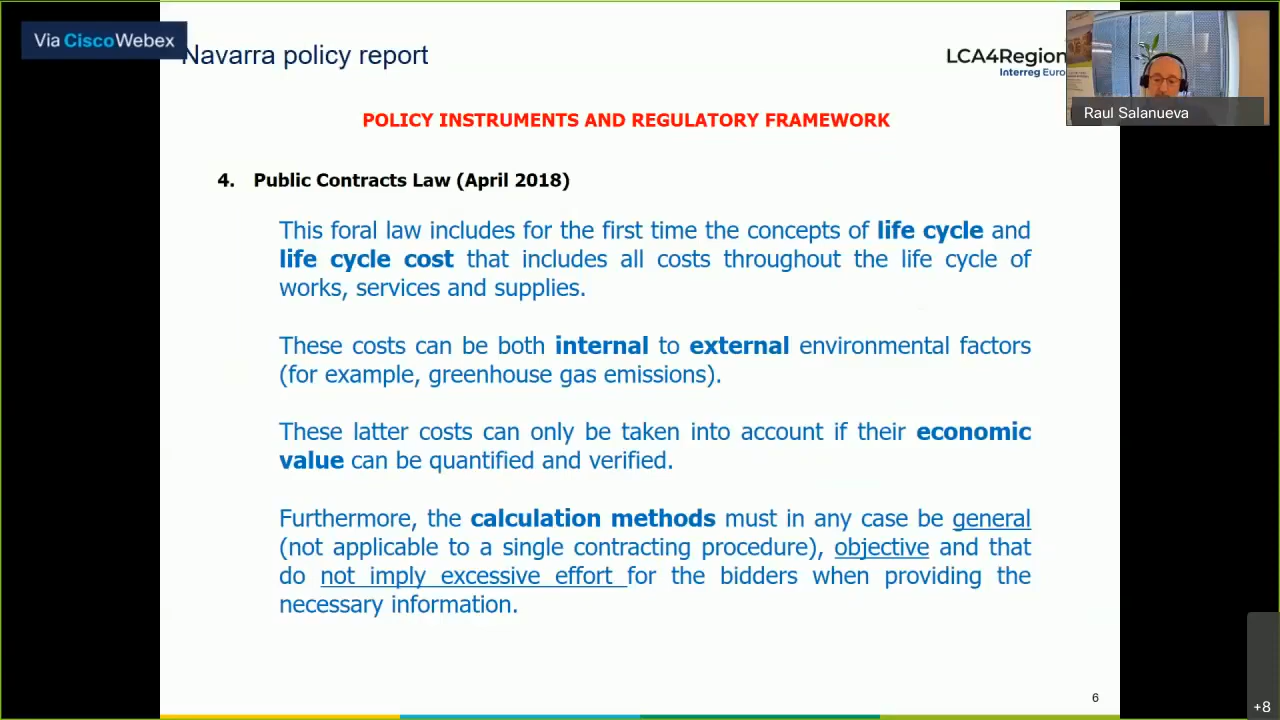 Via CiscoWebex
Navarra policy report
LCA4Region
Interreg Euro
Raul Salanueva
POLICY INSTRUMENTS AND REGULATORY FRAMEWORK
4. Public Contracts Law (April 2018)
This foral law includes for the first time the concepts of life cycle and
life cycle cost that includes all costs throughout the life cycle of
works, services and supplies.
These costs can be both internal to external environmental factors
(for example, greenhouse gas emissions).
These latter costs can only be taken into account if their economic
value can be quantified and verified.
Furthermore, the calculation methods must in any case be general
(not applicable to a single contracting procedure), objective and that
do not imply excessive effort for the bidders when providing the
necessary information.
6
+8